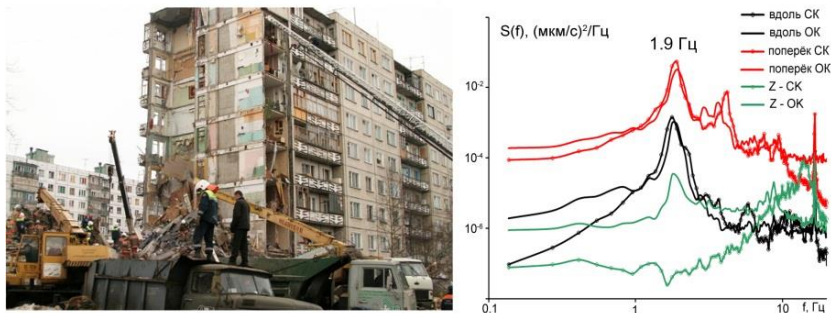 S(f), (мкм/с)²/Гц
1.9 Гц
вдоль СК
вдоль ОК
поперёк СК
поперёк ОК
Z - СК
Z - ОК
10⁻²
10⁻⁴
10⁻⁶
0.1
1
10
f, Гц